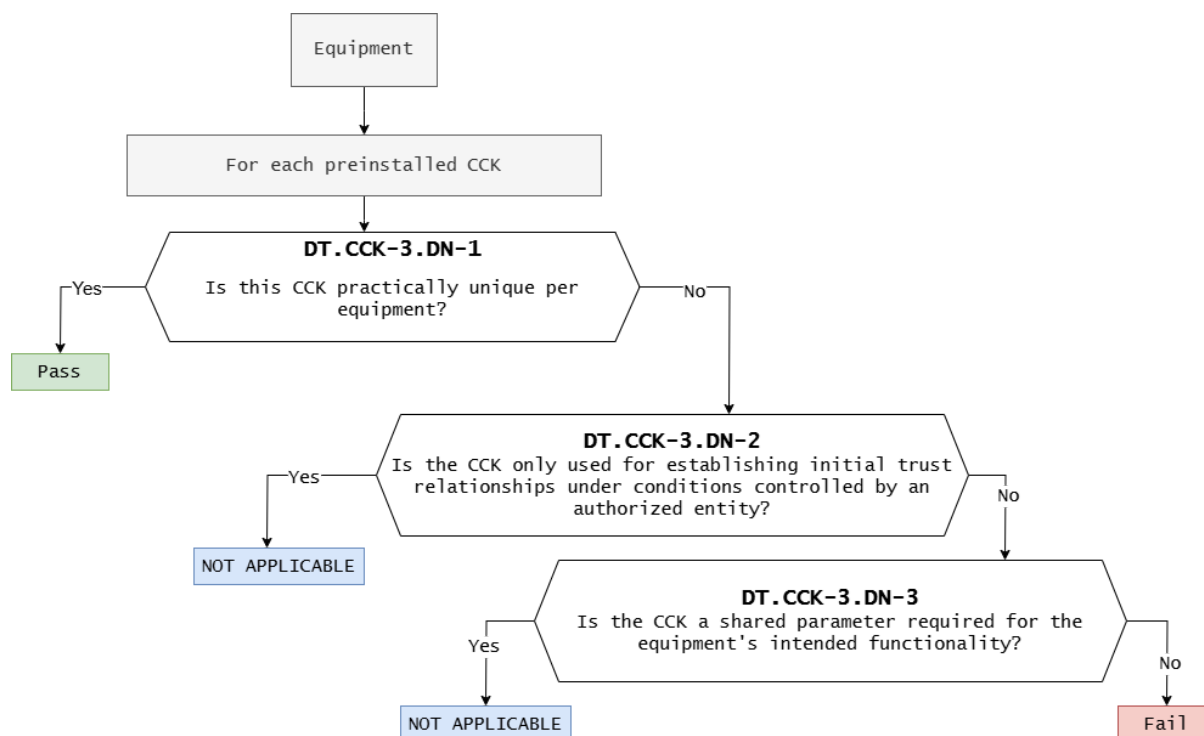 Equipment
For each preinstalled CCK
DT.CCK-3.DN-1
Is this CCK practically unique per
equipment?
Yes
No
Pass
DT.CCK-3.DN-2
Is the CCK only used for establishing initial trust
relationships under conditions controlled by an
authorized entity?
Yes
No
NOT APPLICABLE
DT.CCK-3.DN-3
Is the CCK a shared parameter required for the
equipment's intended functionality?
Yes
No
NOT APPLICABLE
Fail